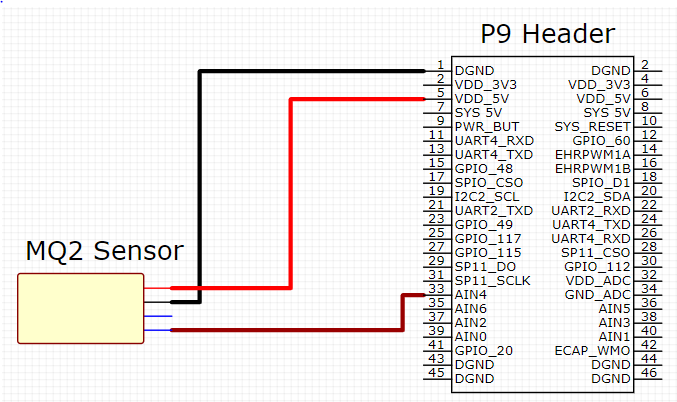 P9 Header
1 DGND DGND 2
2 VDD_3V3 VDD_3V3 4
5 VDD_5V VDD_5V 6
7 SYS 5V SYS 5V 8
9 PWR_BUT SYS_RESET 10
11 UART4_RXD GPIO_60 12
13 UART4_TXD EHRPWM1A 14
15 GPIO_48 EHRPWM1B 16
17 SPIO_CSO SPIO_D1 18
19 I2C2_SCL I2C2_SDA 20
21 UART2_TXD UART2_RXD 22
23 GPIO_49 UART4_TXD 24
25 GPIO_117 UART4_RXD 26
27 GPIO_115 SP11_CSO 28
29 SP11_DO GPIO_112 30
31 SP11_SCLK VDD_ADC 32
33 AIN4 GND_ADC 34
35 AIN6 AIN5 36
37 AIN2 AIN3 38
39 AIN0 AIN1 40
41 GPIO_20 ECAP_WMO 42
43 DGND DGND 44
45 DGND DGND 46
MQ2 Sensor